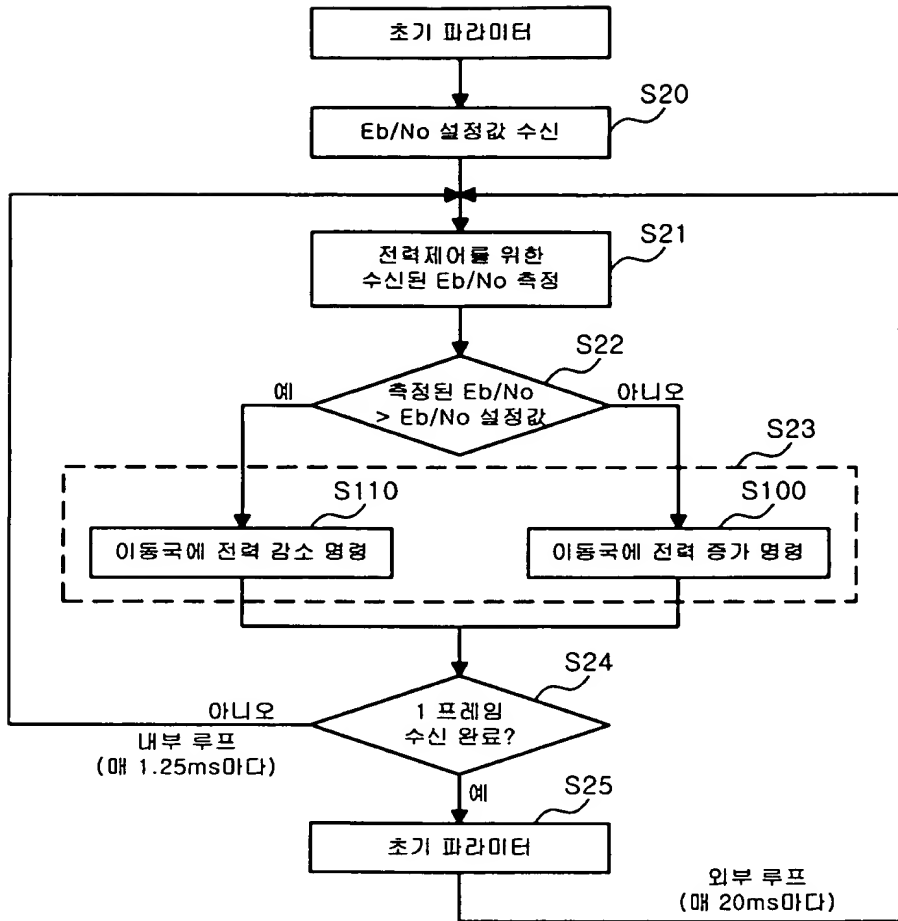 초기 파라미터
S20
Eb/No 설정값 수신
S21
전력제어를 위한
수신된 Eb/No 측정
S22
예
측정된 Eb/No
> Eb/No 설정값
아니오
S23
S110
S100
이동국에 전력 감소 명령
이동국에 전력 증가 명령
S24
아니오
1 프레임
수신 완료?
내부 루프
(매 1.25ms마다)
예
S25
초기 파라미터
외부 루프
(매 20ms마다)